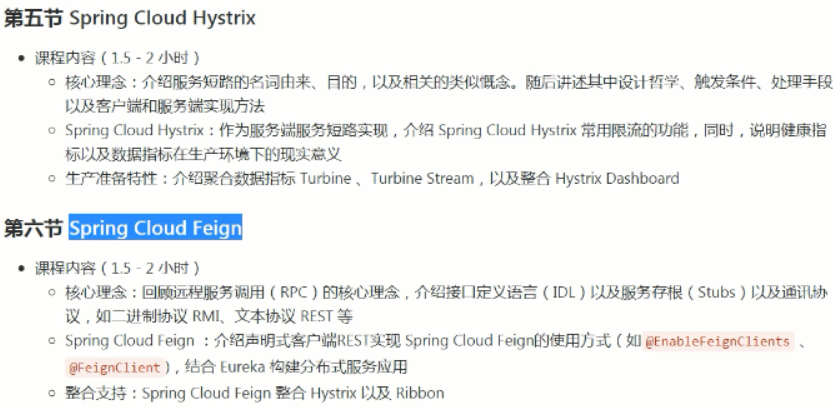 第五节 Spring Cloud Hystrix
课程内容（1.5 - 2 小时）
核心理念：介绍服务短路的名词由来、目的，以及相关的类似慨念。随后讲述其中设计哲学、触发条件、处理手段
以及客户端和服务端实现方法
Spring Cloud Hystrix：作为服务端服务短路实现，介绍 Spring Cloud Hystrix 常用限流的功能，同时，说明健康指
标以及数据指标在生产环境下的现实意义
生产准备特性：介绍聚合数据指标 Turbine 、Turbine Stream，以及整合 Hystrix Dashboard
第六节 Spring Cloud Feign
课程内容（1.5 - 2 小时）
核心理念：回顾远程服务调用（RPC）的核心理念，介绍接口定义语言（IDL）以及服务存根（Stubs）以及通讯协
议，如二进制协议 RMI、文本协议 REST 等
Spring Cloud Feign ：介绍声明式客户端REST实现 Spring Cloud Feign的使用方式（如 @EnableFeignClients 、
@FeignClient），结合 Eureka 构建分布式服务应用
整合支持：Spring Cloud Feign 整合 Hystrix 以及 Ribbon